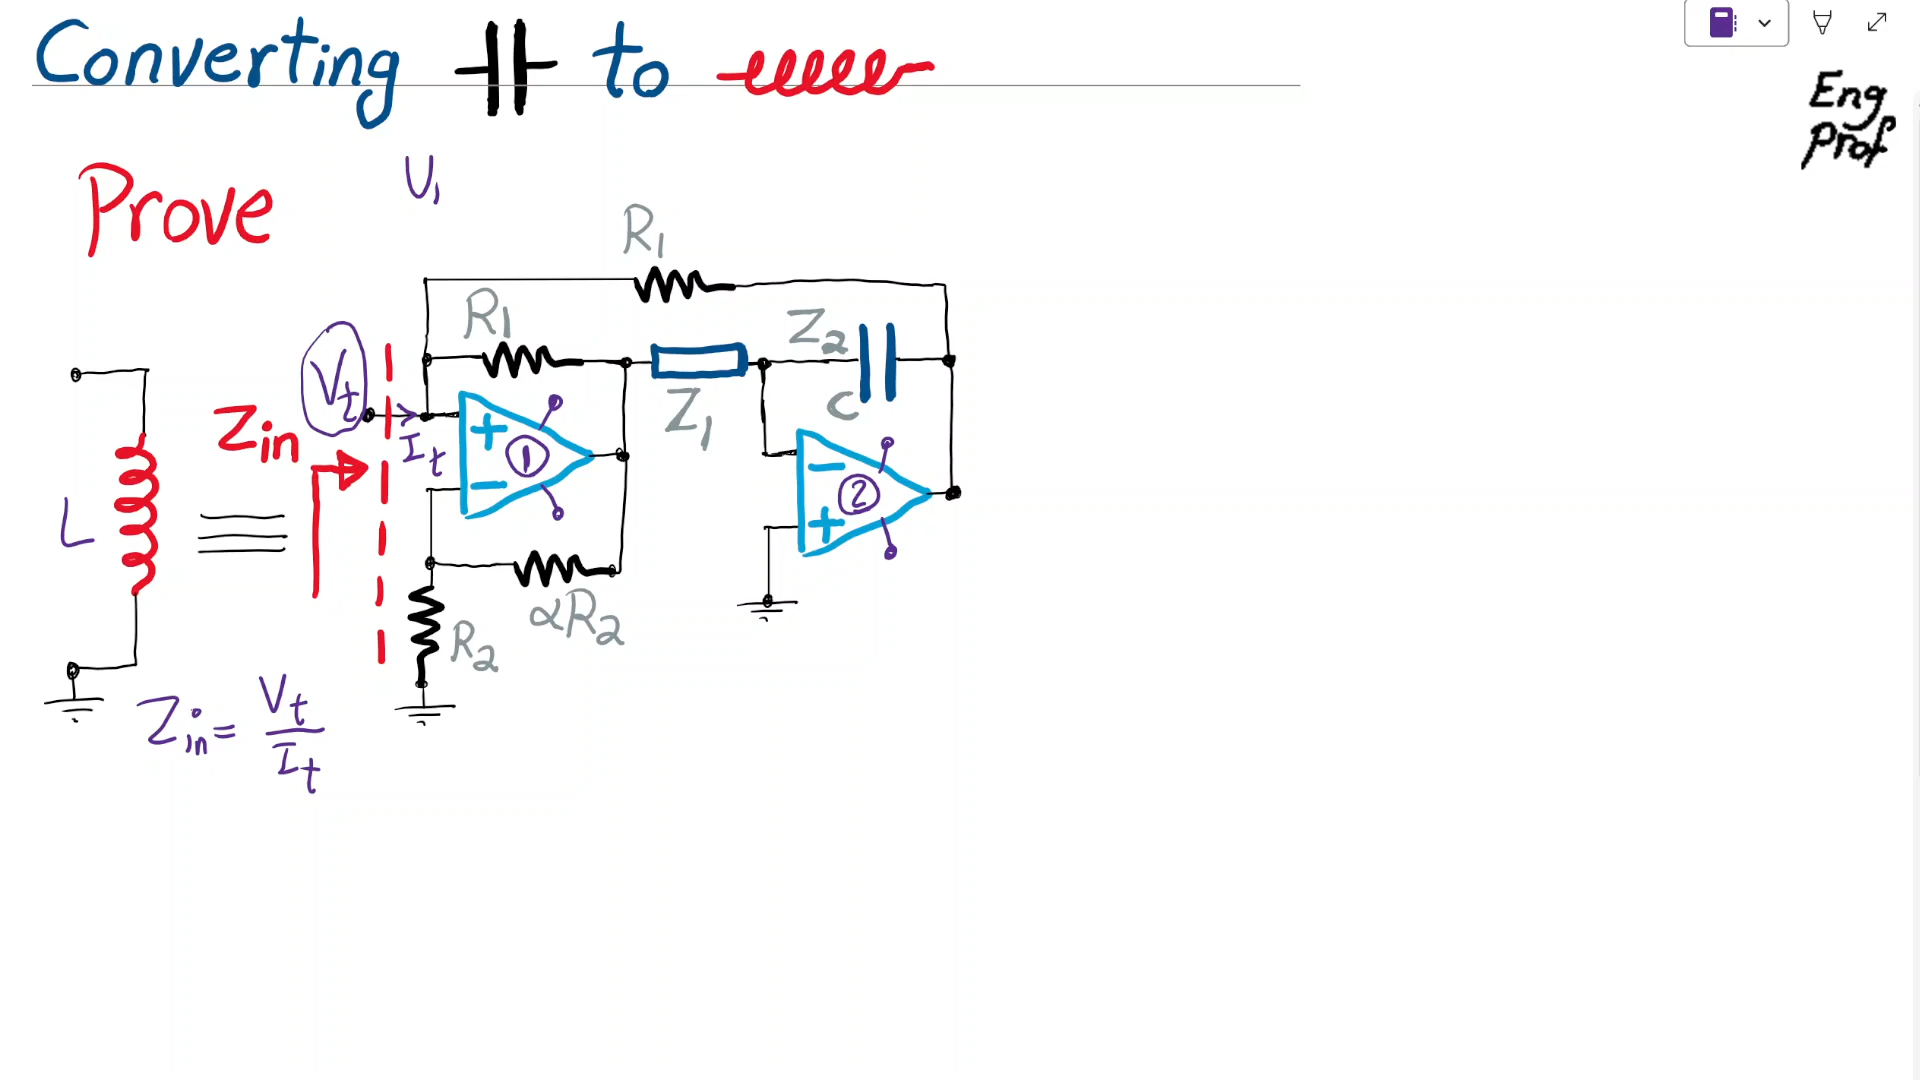 Converting to
Eng
Prof
Prove
U₁
R₁
R₁
Z₂
Vt
Zin
It
Z₁
C
+
1
−
−
2
+
L
αR₂
R₂
Zin = Vt
It